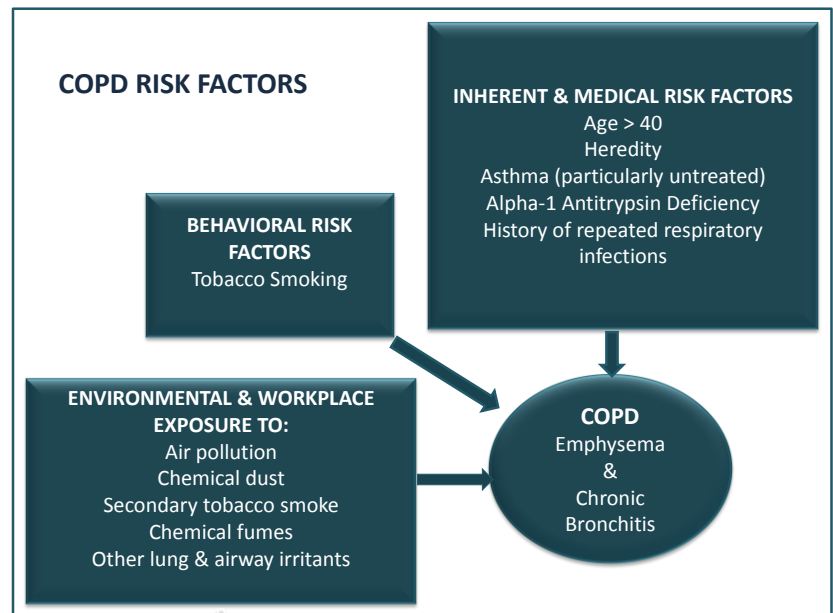 COPD RISK FACTORS
INHERENT & MEDICAL RISK FACTORS
Age > 40
Heredity
Asthma (particularly untreated)
Alpha-1 Antitrypsin Deficiency
History of repeated respiratory
infections
BEHAVIORAL RISK
FACTORS
Tobacco Smoking
ENVIRONMENTAL & WORKPLACE
EXPOSURE TO:
Air pollution
Chemical dust
Secondary tobacco smoke
Chemical fumes
Other lung & airway irritants
COPD
Emphysema
&
Chronic
Bronchitis